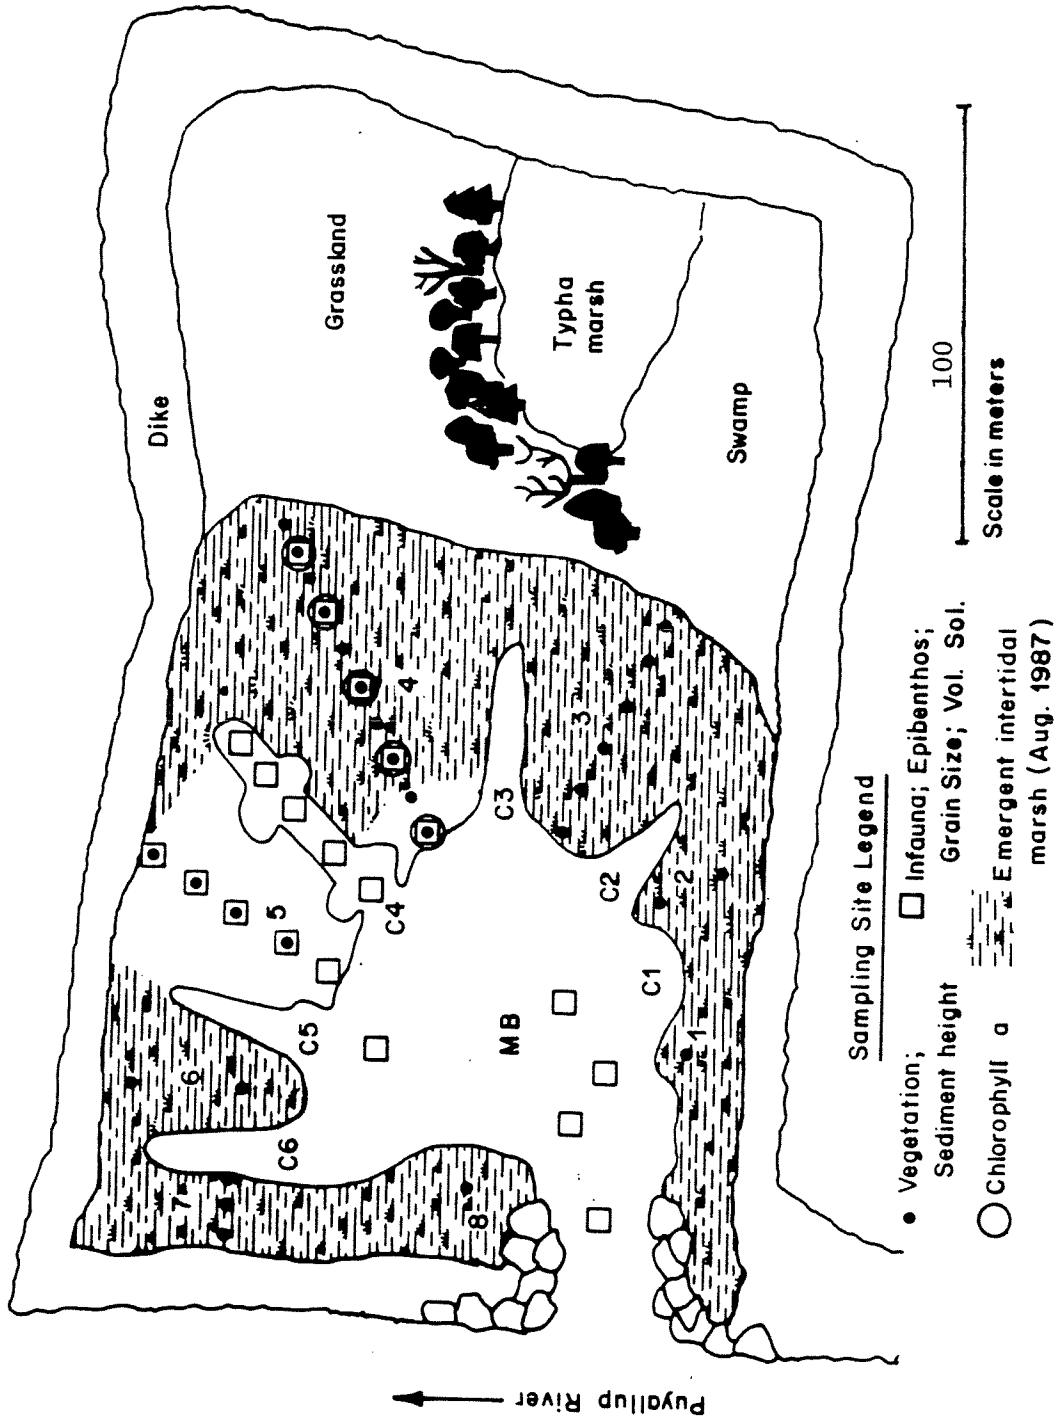 Dike
Grassland
Typha
marsh
Swamp
4
3
5
6
7
8
2
1
C3
C2
C1
C4
C5
C6
MB
100
Scale in meters
Sampling Site Legend
Vegetation;
Sediment height
Infauna; Epibenthos;
Grain Size; Vol. Sol.
Chlorophyll a
Emergent intertidal
marsh (Aug. 1987)
Puyallup River